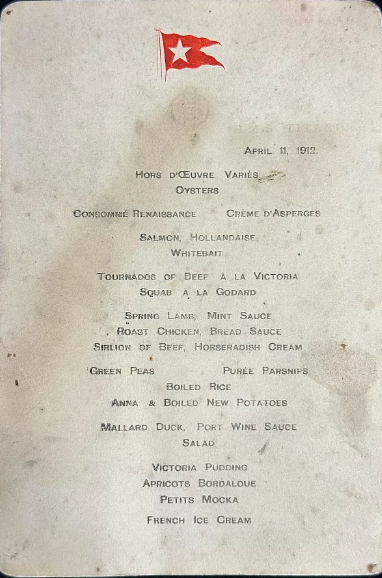 April 11, 1912.
Hors d'Œuvre Variés
Oysters
Consommé Renaissance Crème d'Asperges
Salmon, Hollandaise
Whitebait
Tournados of Beef à la Victoria
Squab à la Godard
Spring Lamb, Mint Sauce
Roast Chicken, Bread Sauce
Sirlion of Beef, Horseradish Cream
Green Peas Purée Parsnips
Boiled Rice
Anna & Boiled New Potatoes
Mallard Duck, Port Wine Sauce
Salad
Victoria Pudding
Apricots Bordaloue
Petits Mocka
French Ice Cream